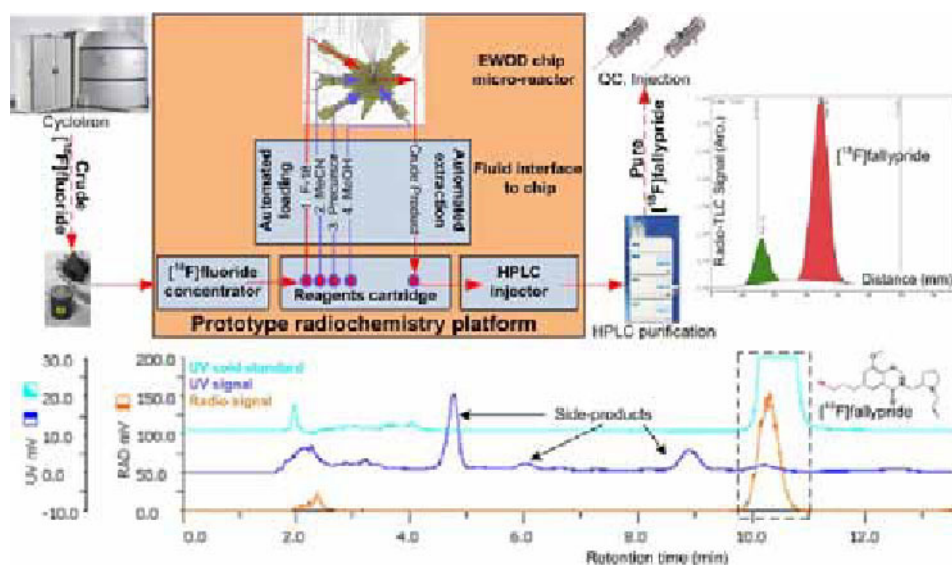 Cyclotron
Crude
[¹⁸F]fluoride
EWOD chip
micro-reactor
Automated
loading
1. F-18
2. MeCN
3. Precursor
4. MeOH
Crude Product
Automated
extraction
Fluid interface
to chip
[¹⁸F]fluoride
concentrator
Reagents cartridge
HPLC
injector
Prototype radiochemistry platform
QC, Injection
Pure
[¹⁸F]fallypride
HPLC purification
Radio-TLC Signal (Arb.)
[¹⁸F]fallypride
Distance (mm)
30.0
20.0
10.0
0.0
-10.0
UV mV
200.0
150.0
100.0
50.0
0.0
RAD mV
UV cold standard
UV signal
Radio signal
Side-products
[¹⁸F]fallypride
0.0
2.0
4.0
6.0
8.0
10.0
12.0
Retention time (min)